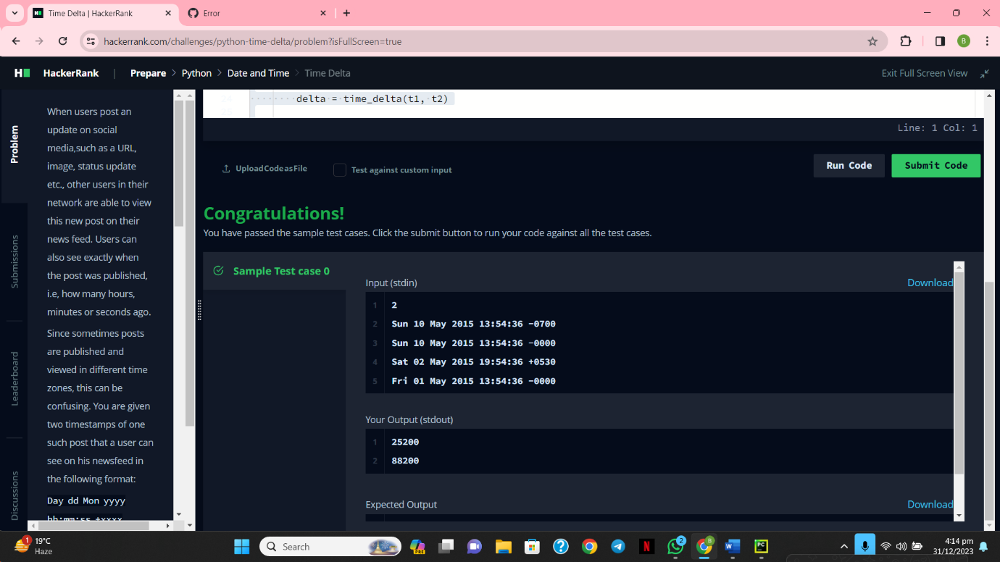 Time Delta | HackerRank
Error
hackerrank.com/challenges/python-time-delta/problem?isFullScreen=true
B
HackerRank | Prepare > Python > Date and Time > Time Delta
Exit Full Screen View
Problem
Submissions
Leaderboard
Discussions
When users post an
update on social
media,such as a URL,
image, status update
etc., other users in their
network are able to view
this new post on their
news feed. Users can
also see exactly when
the post was published,
i.e, how many hours,
minutes or seconds ago.
Since sometimes posts
are published and
viewed in different time
zones, this can be
confusing. You are given
two timestamps of one
such post that a user can
see on his newsfeed in
the following format:
Day dd Mon yyyy
hh:mm:ss +xxxx
24 delta = time_delta(t1, t2)
25
Line: 1 Col: 1
Upload Code as File
Test against custom input
Run Code
Submit Code
Congratulations!
You have passed the sample test cases. Click the submit button to run your code against all the test cases.
Sample Test case 0
Input (stdin)
Download
1 2
2 Sun 10 May 2015 13:54:36 -0700
3 Sun 10 May 2015 13:54:36 -0000
4 Sat 02 May 2015 19:54:36 +0530
5 Fri 01 May 2015 13:54:36 -0000
Your Output (stdout)
1 25200
2 88200
Expected Output
Download
1
19°C
Haze
Search
PRE
N
2
B
W
PC
4:14 pm
31/12/2023